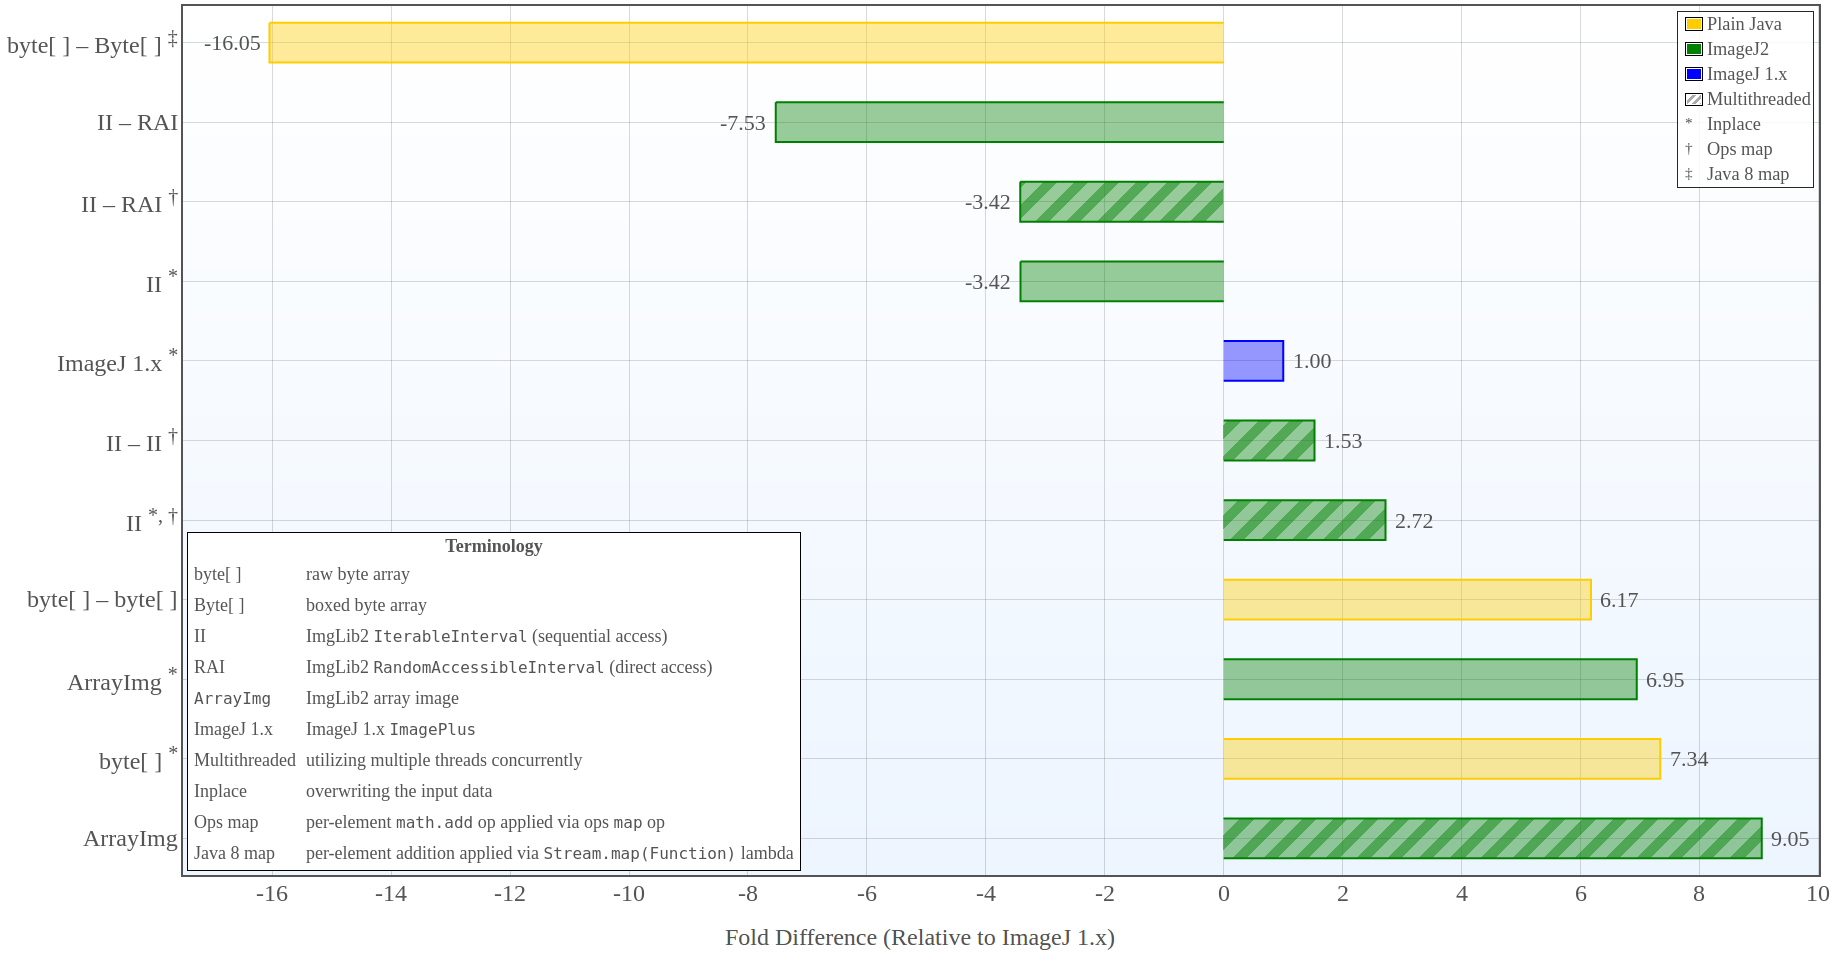 byte[ ] – Byte[ ] ‡
-16.05
II – RAI
-7.53
II – RAI †
-3.42
II *
-3.42
ImageJ 1.x *
1.00
II – II †
1.53
II *, †
2.72
byte[ ] – byte[ ]
6.17
ArrayImg *
6.95
byte[ ] *
7.34
ArrayImg
9.05
Plain Java
ImageJ2
ImageJ 1.x
Multithreaded
* Inplace
† Ops map
‡ Java 8 map
Terminology
byte[ ] raw byte array
Byte[ ] boxed byte array
II ImgLib2 IterableInterval (sequential access)
RAI ImgLib2 RandomAccessibleInterval (direct access)
ArrayImg ImgLib2 array image
ImageJ 1.x ImageJ 1.x ImagePlus
Multithreaded utilizing multiple threads concurrently
Inplace overwriting the input data
Ops map per-element math.add op applied via ops map op
Java 8 map per-element addition applied via Stream.map(Function) lambda
-16 -14 -12 -10 -8 -6 -4 -2 0 2 4 6 8 10
Fold Difference (Relative to ImageJ 1.x)